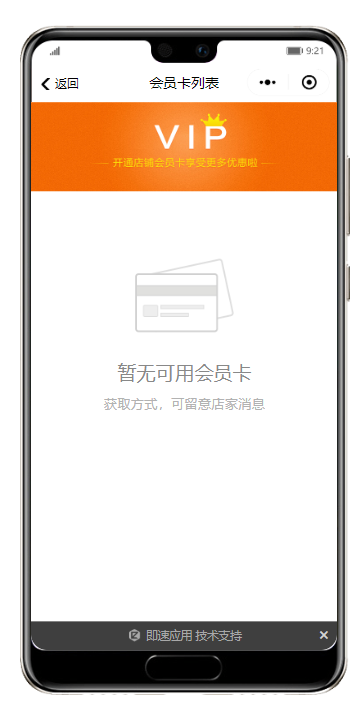 9:21
返回
会员卡列表
VIP
开通店铺会员卡享受更多优惠啦
暂无可用会员卡
获取方式，可留意店家消息
即速应用 技术支持